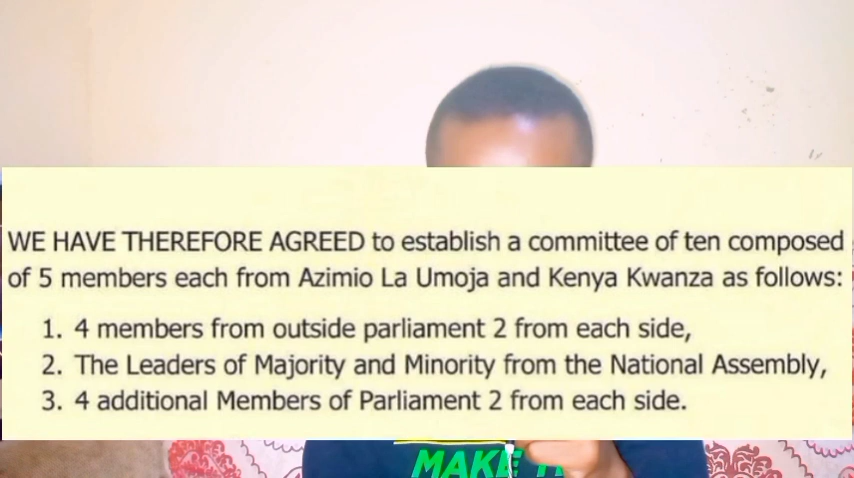 WE HAVE THEREFORE AGREED to establish a committee of ten composed
of 5 members each from Azimio La Umoja and Kenya Kwanza as follows:
1. 4 members from outside parliament 2 from each side,
2. The Leaders of Majority and Minority from the National Assembly,
3. 4 additional Members of Parliament 2 from each side.
MAKE